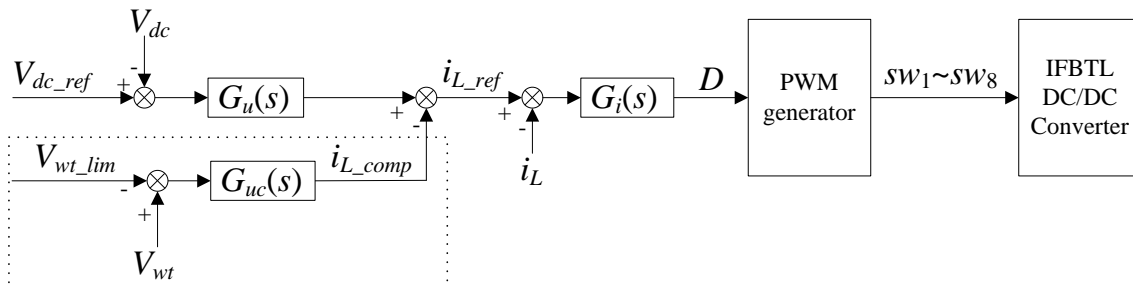 V_dc
-
V_dc_ref
+
G_u(s)
+
-
i_L_ref
+
-
i_L
G_i(s)
D
PWM
generator
sw_1~sw_8
IFBTL
DC/DC
Converter
V_wt_lim
-
+
V_wt
G_uc(s)
i_L_comp